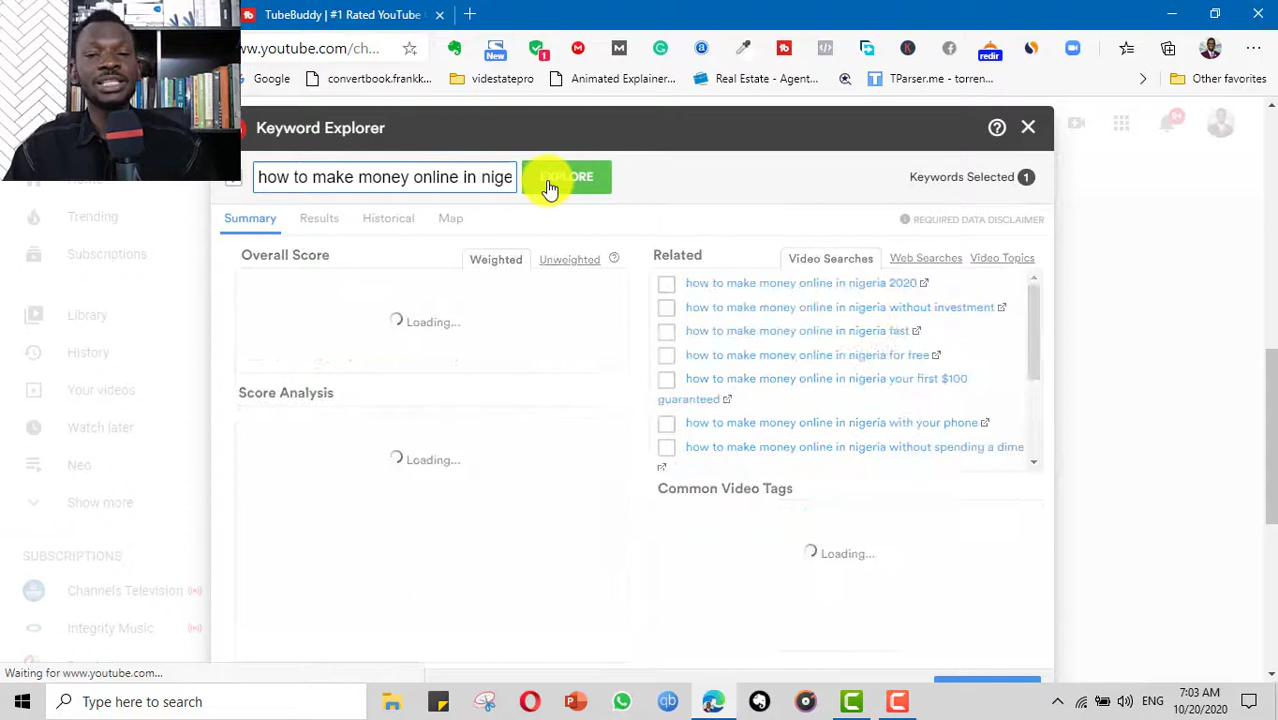 TubeBuddy | #1 Rated YouTube
ww.youtube.com/ch...
New
1
redir
Google
convertbook.frankk...
videstatepro
Animated Explainer...
Real Estate - Agent...
TParser.me - torren...
Other favorites
Keyword Explorer
how to make money online in nige
EXPLORE
Keywords Selected 1
Summary
Results
Historical
Map
REQUIRED DATA DISCLAIMER
Overall Score
Weighted
Unweighted
Loading...
Score Analysis
Loading...
Related
Video Searches
Web Searches
Video Topics
how to make money online in nigeria 2020
how to make money online in nigeria without investment
how to make money online in nigeria fast
how to make money online in nigeria for free
how to make money online in nigeria your first $100
guaranteed
how to make money online in nigeria with your phone
how to make money online in nigeria without spending a dime
Common Video Tags
Loading...
Trending
Subscriptions
Library
History
Your videos
Watch later
Neo
Show more
SUBSCRIPTIONS
Channels Television
Integrity Music
Waiting for www.youtube.com...
Type here to search
ENG
7:03 AM
10/20/2020